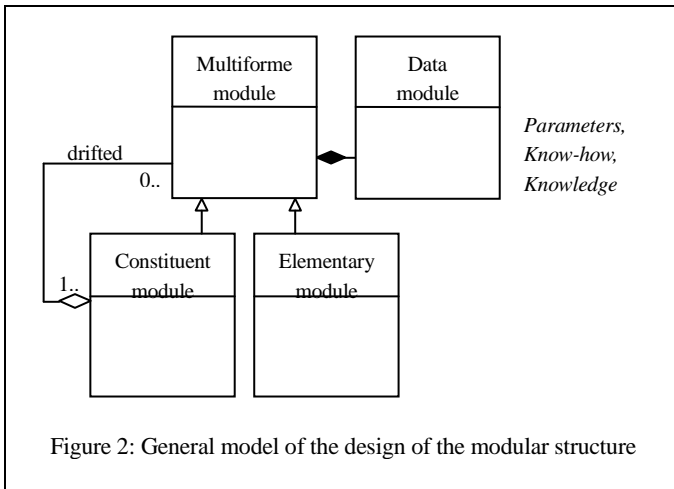 Multiforme
module
Data
module
Parameters,
Know-how,
Knowledge
drifted
0..
Constituent
module
Elementary
module
1..
Figure 2: General model of the design of the modular structure